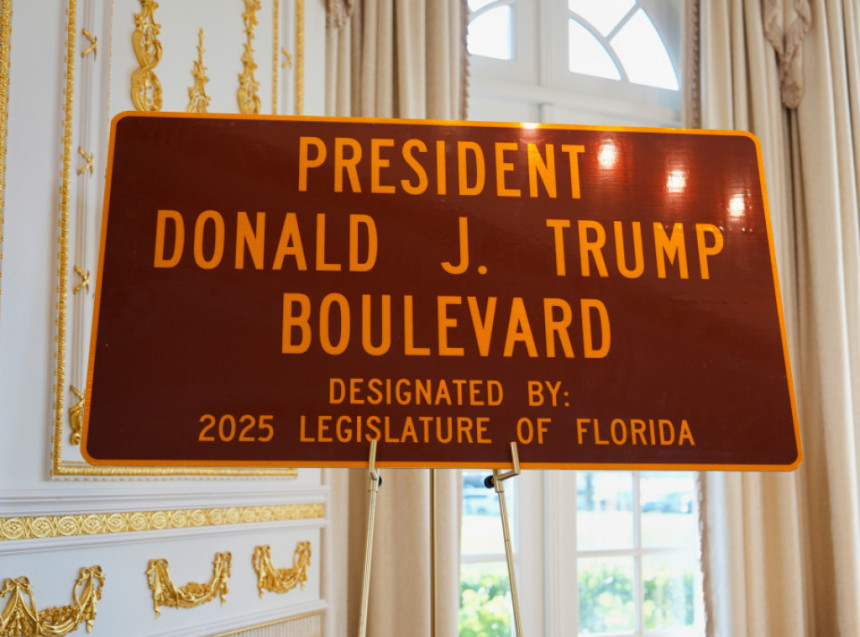 PRESIDENT
DONALD J. TRUMP
BOULEVARD
DESIGNATED BY:
2025 LEGISLATURE OF FLORIDA